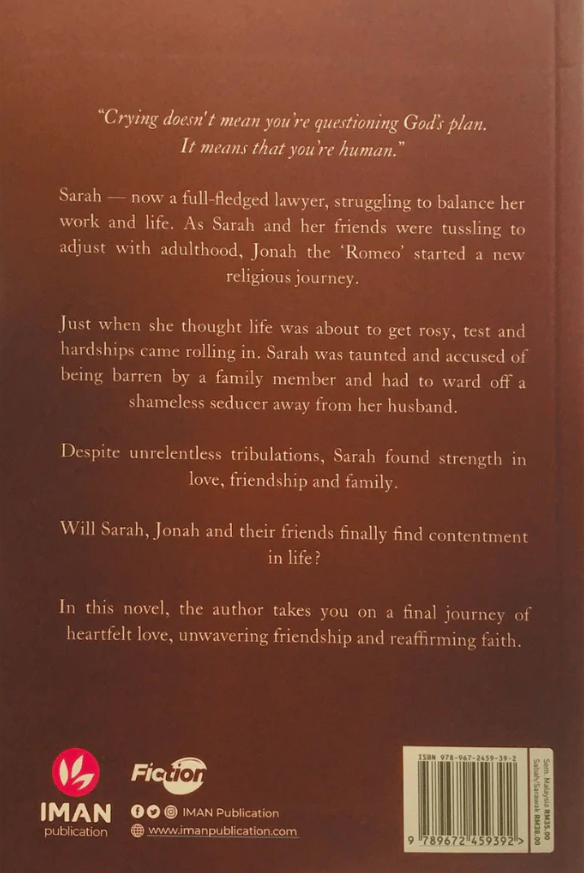 “Crying doesn't mean you're questioning God's plan.
It means that you're human.”
Sarah — now a full-fledged lawyer, struggling to balance her
work and life. As Sarah and her friends were tussling to
adjust with adulthood, Jonah the ‘Romeo’ started a new
religious journey.
Just when she thought life was about to get rosy, test and
hardships came rolling in. Sarah was taunted and accused of
being barren by a family member and had to ward off a
shameless seducer away from her husband.
Despite unrelentless tribulations, Sarah found strength in
love, friendship and family.
Will Sarah, Jonah and their friends finally find contentment
in life?
In this novel, the author takes you on a final journey of
heartfelt love, unwavering friendship and reaffirming faith.
IMAN
publication
Fiction
IMAN Publication
www.imanpublication.com
ISBN 978-967-2459-39-2
9 789672 459392 >
Sem. Malaysia RM35.00
Sabah/Sarawak RM38.00